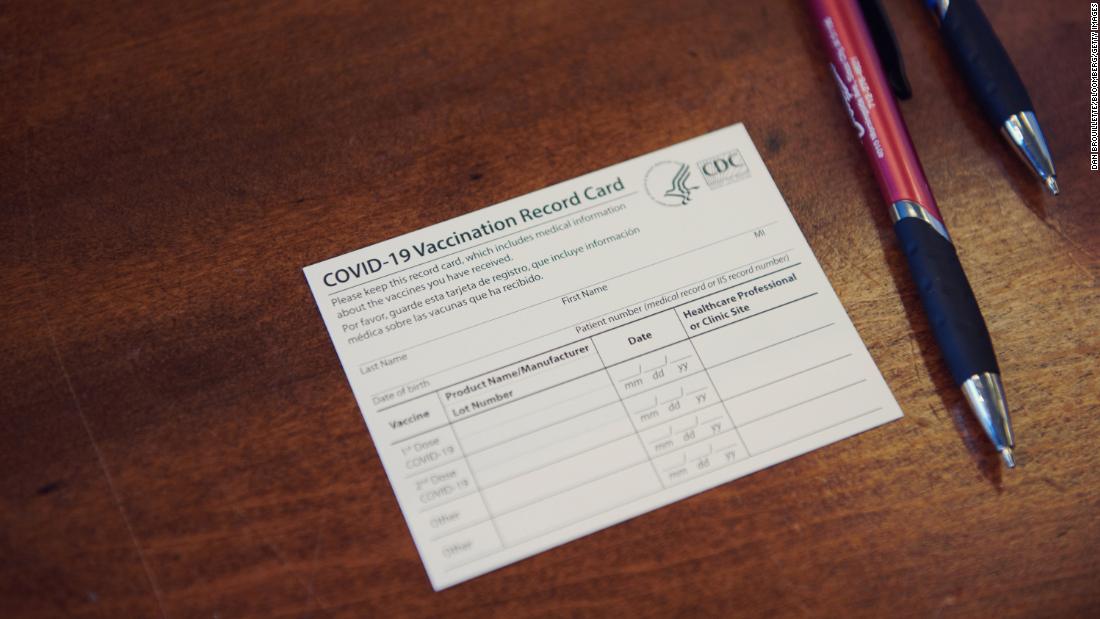 COVID-19 Vaccination Record Card
CDC
Please keep this record card, which includes medical information
about the vaccines you have received.
Por favor, guarde esta tarjeta de registro, que incluye información
médica sobre las vacunas que ha recibido.
Last Name
First Name
MI
Date of birth
Patient number (medical record or IIS record number)
Vaccine
Product Name/Manufacturer
Lot Number
Date
Healthcare Professional
or Clinic Site
1st Dose
COVID-19
mm dd yy
2nd Dose
COVID-19
mm dd yy
Other
mm dd yy
Other
mm dd yy
DAN BROUILLETTE/BLOOMBERG/GETTY IMAGES